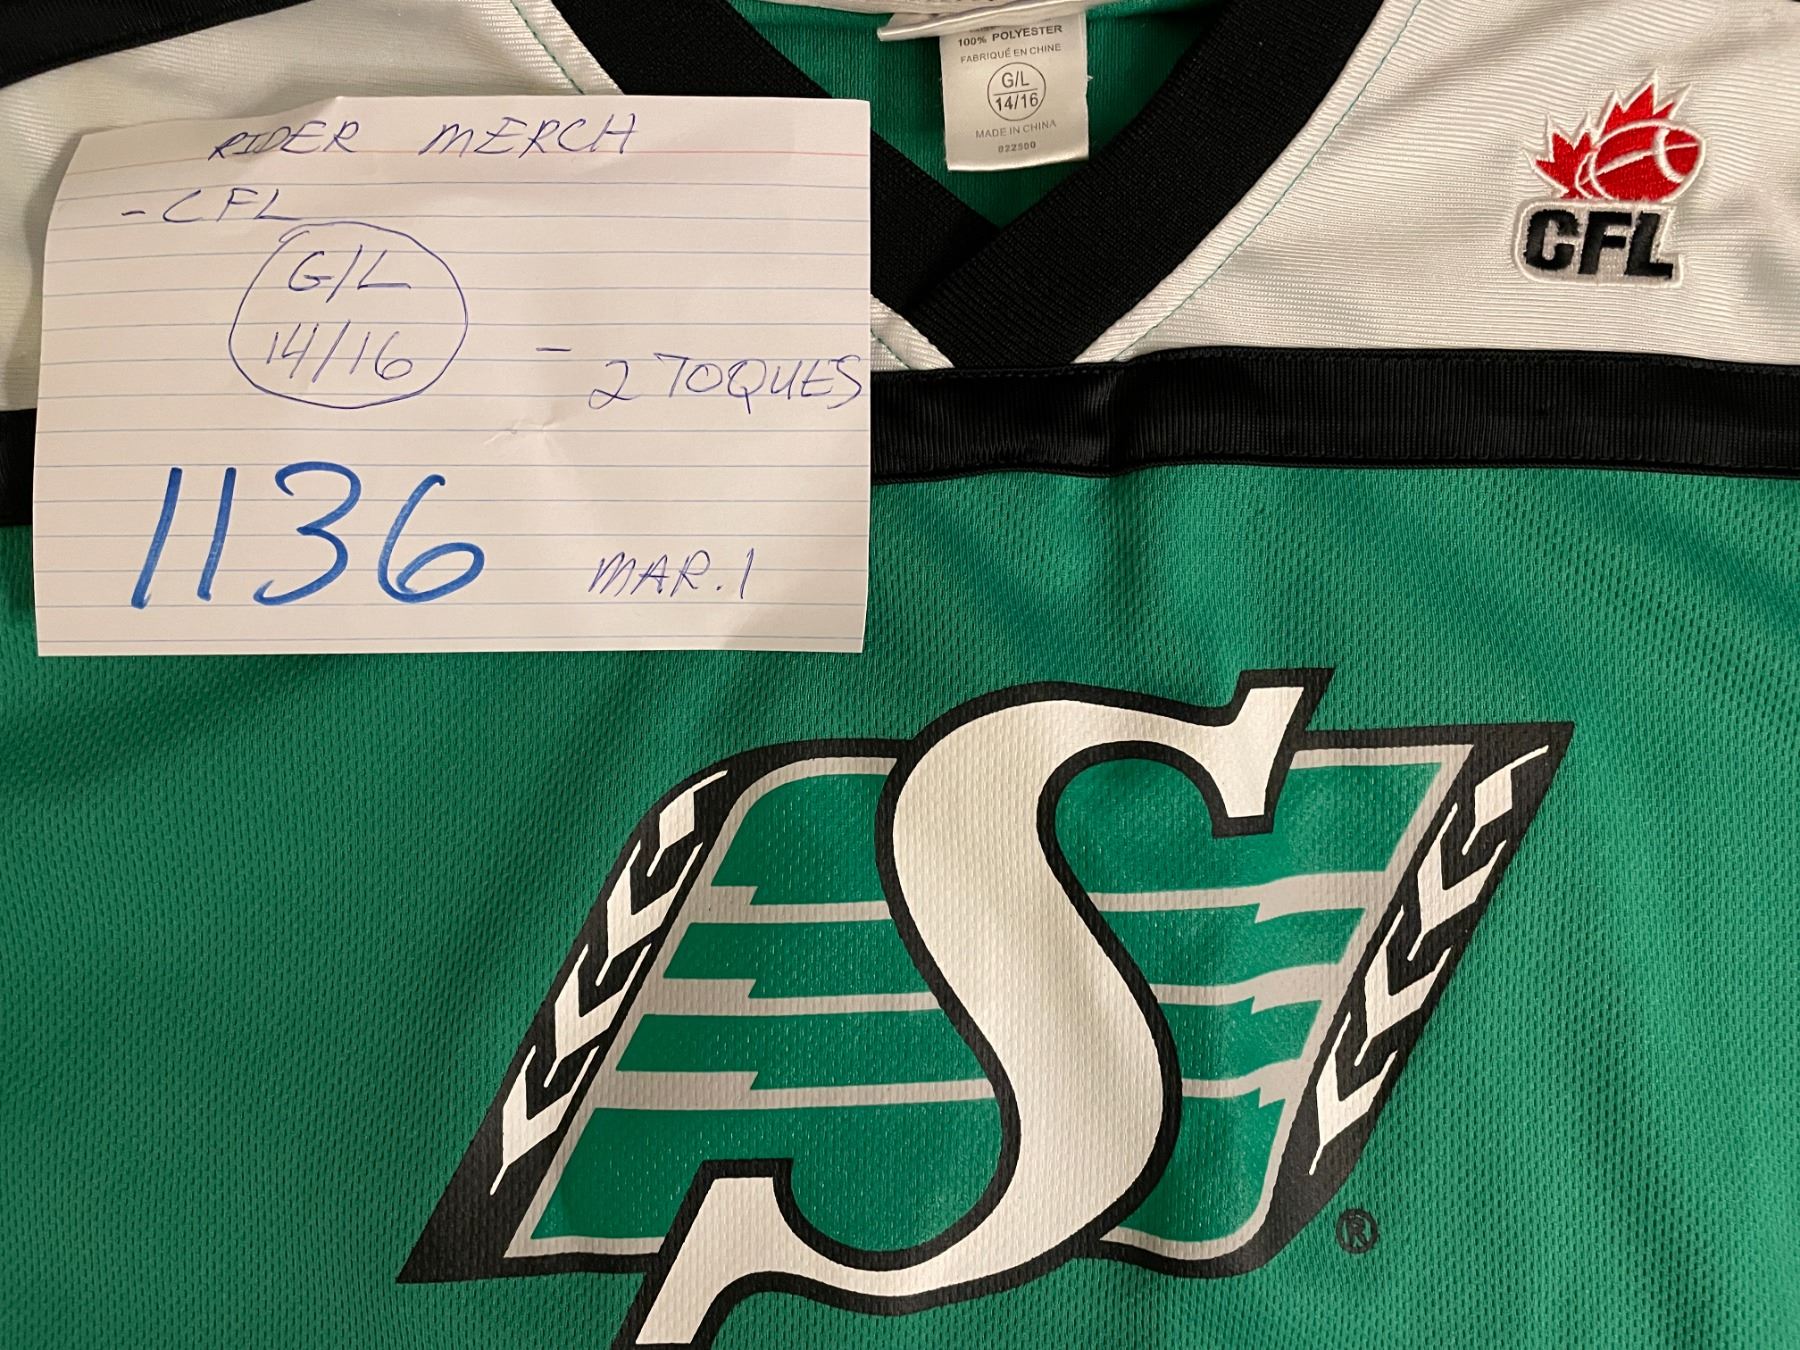 100% POLYESTER
FABRIQUÉ EN CHINE
G/L
14/16
MADE IN CHINA
022500
CFL
RIDER MERCH
- CFL
G/L
14/16
- 2 TOQUES
1136
MAR. 1
S
®